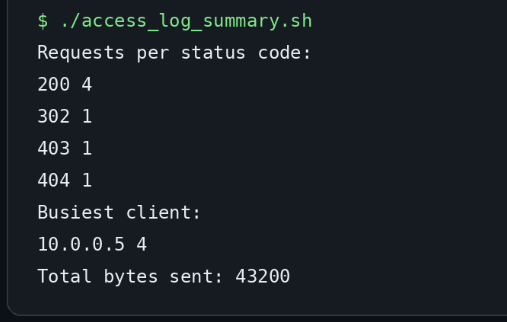 $ ./access_log_summary.sh
Requests per status code:
200 4
302 1
403 1
404 1
Busiest client:
10.0.0.5 4
Total bytes sent: 43200